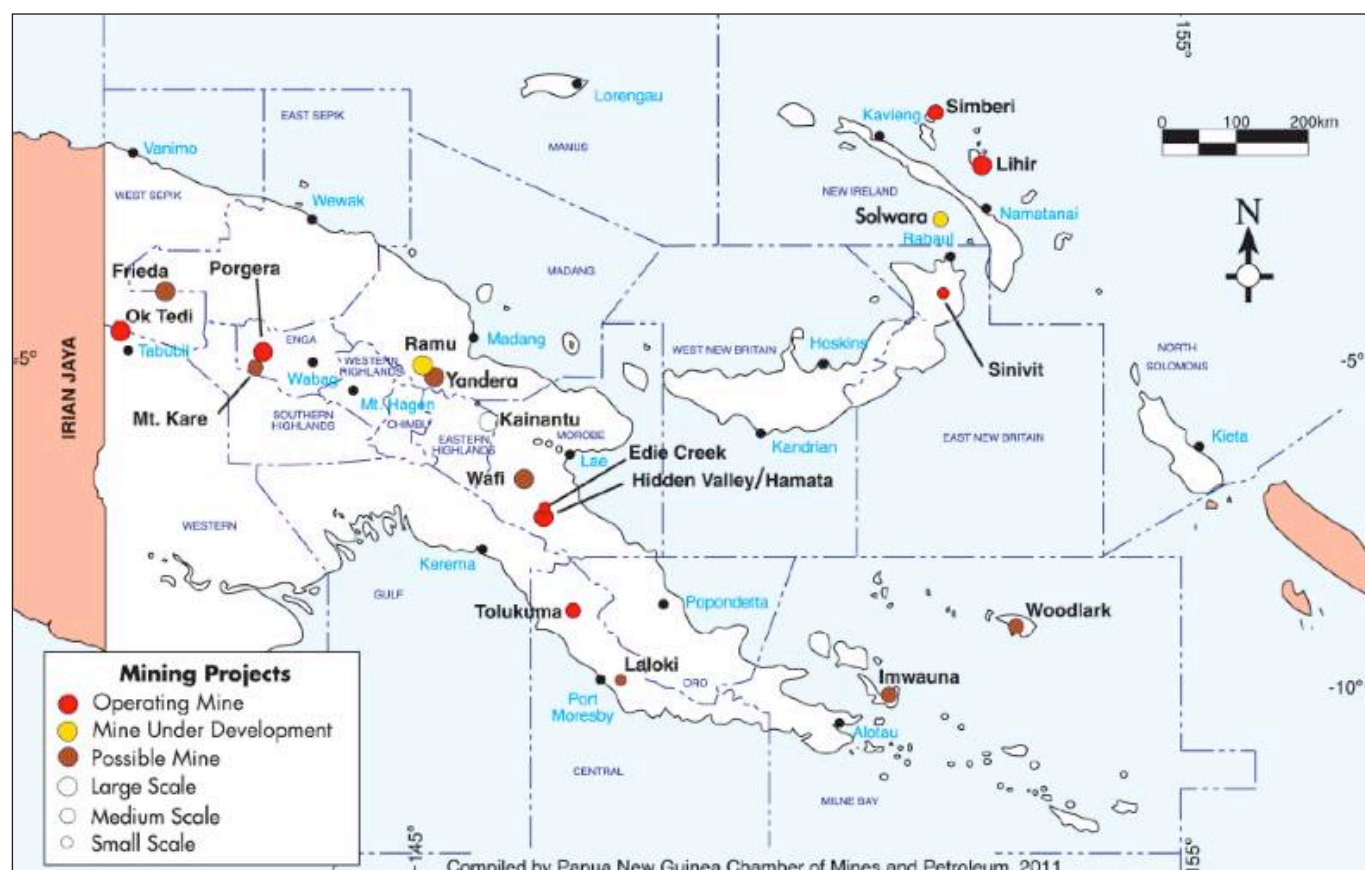 155°
Lorengau
EAST SEPIK
MANUS
Simberi
Kavieng
0 100 200km
Vanimo
WEST SEPIK
Lihir
NEW IRELAND
Wewak
Solwara
Namatanai
N
Rabaul
Frieda
Porgera
MADANG
Ok Tedi
Tabubil
-5°
ENGA
Ramu
Madang
WEST NEW BRITAIN
Hoskins
NORTH
SOLOMONS
-5°
WESTERN
HIGHLANDS
Wabag
Yandera
Sinivit
IRIAN JAYA
Mt. Kare
Mt. Hagen
SOUTHERN
HIGHLANDS
CHIMBU
Kainantu
EASTERN
HIGHLANDS
MOROBE
Kandrian
EAST NEW BRITAIN
Kieta
Edie Creek
Lae
Wafi
Hidden Valley/Hamata
WESTERN
Kerema
GULF
Popondetta
Tolukuma
Woodlark
Laloki
ORO
Imwauna
-10°
Port
Moresby
Alotau
CENTRAL
MILNE BAY
Mining Projects
Operating Mine
Mine Under Development
Possible Mine
Large Scale
Medium Scale
Small Scale
-145°
Compiled by Papua New Guinea Chamber of Mines and Petroleum, 2011
155°